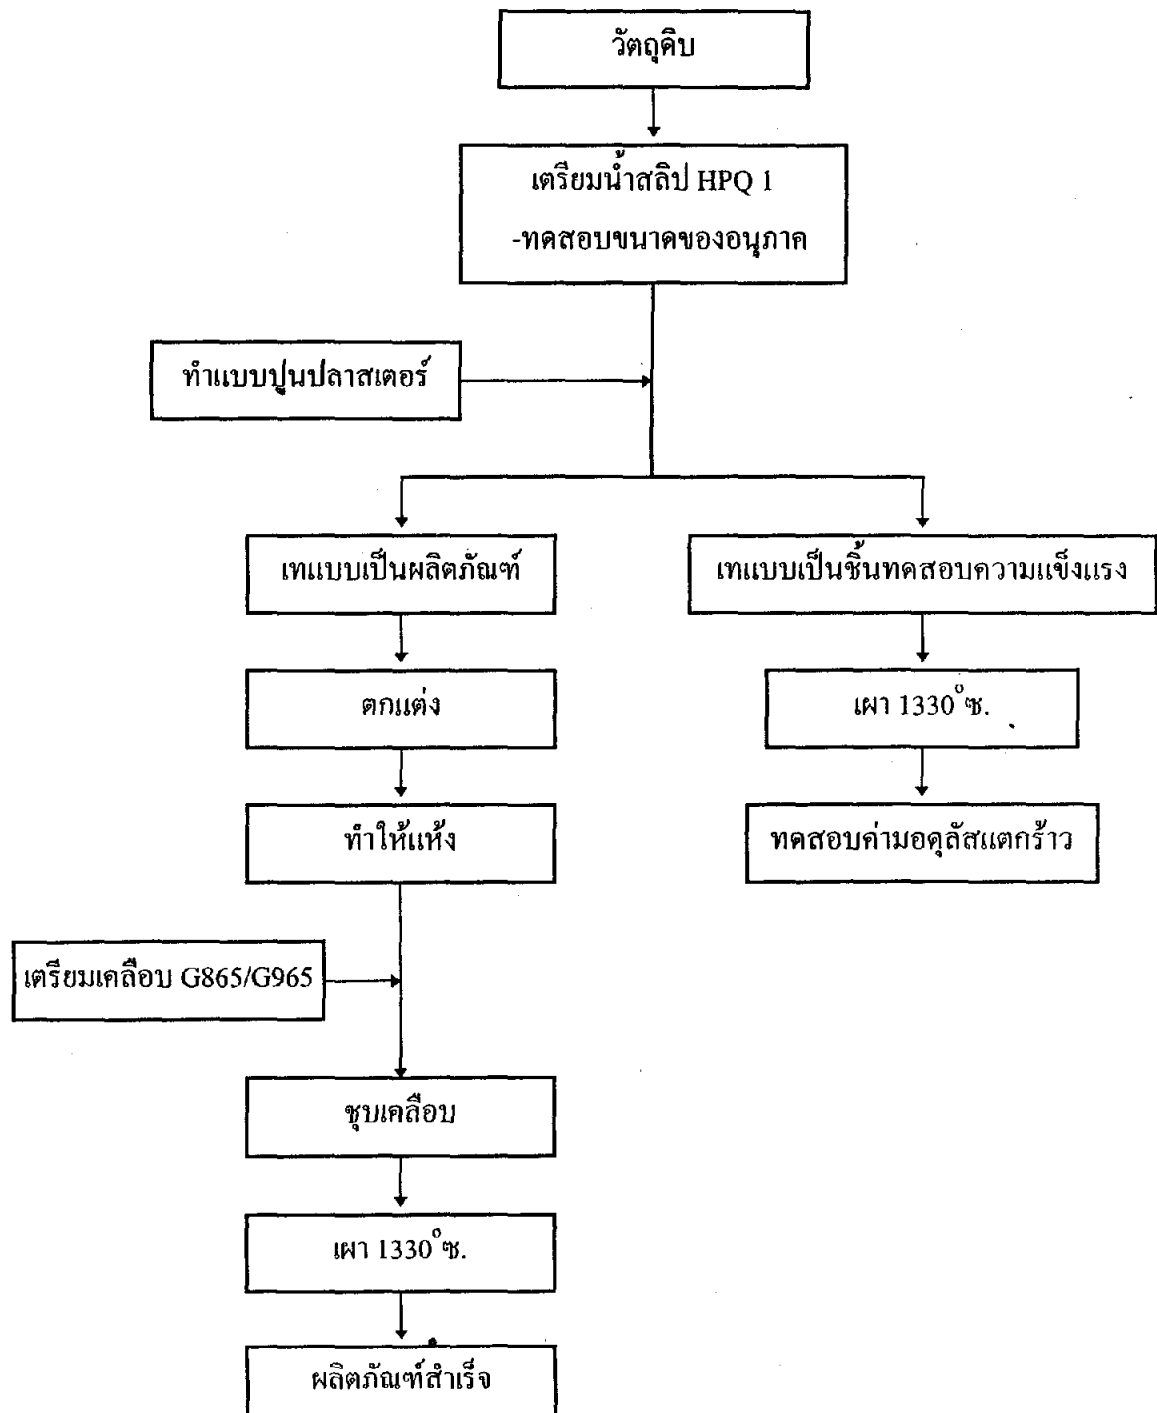 วัตถุดิบ
เตรียมน้ำสลิป HPQ 1
-ทดสอบขนาดของอนุภาค
ทำแบบปูนปลาสเตอร์
เทแบบเป็นผลิตภัณฑ์
เทแบบเป็นชิ้นทดสอบความแข็งแรง
ตกแต่ง
เผา 1330°ซ.
ทำให้แห้ง
ทดสอบค่ามอดุลัสแตกร้าว
เตรียมเคลือบ G865/G965
ชุบเคลือบ
เผา 1330°ซ.
ผลิตภัณฑ์สำเร็จ